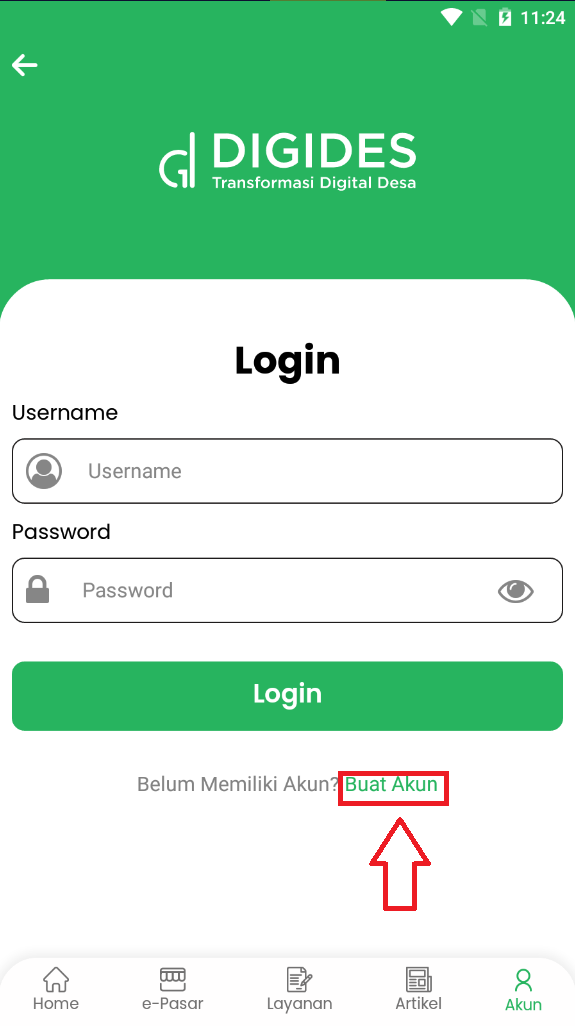 11:24
DIGIDES
Transformasi Digital Desa
Login
Username
Username
Password
Password
Login
Belum Memiliki Akun? Buat Akun
Home e-Pasar Layanan Artikel Akun